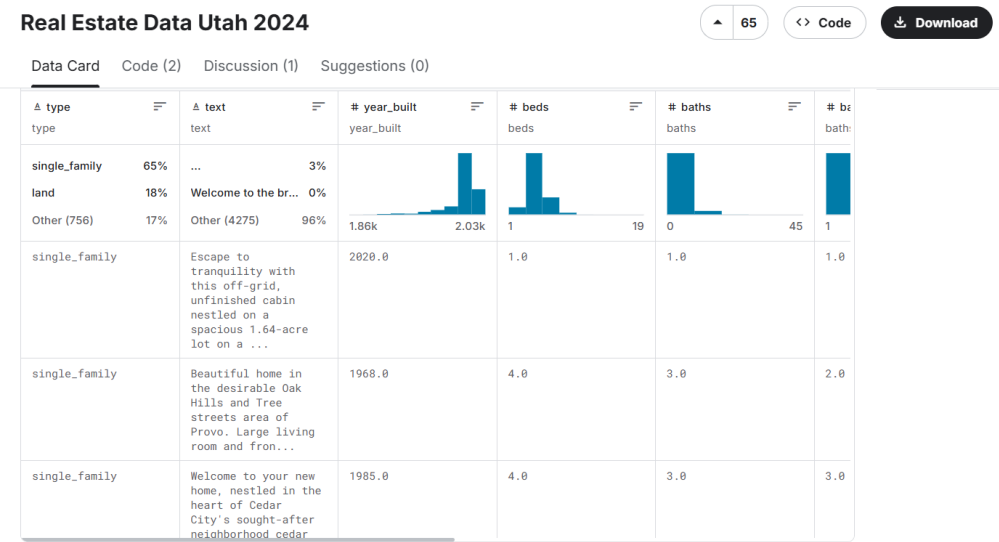 Real Estate Data Utah 2024
65
Code
Download
Data Card
Code (2)
Discussion (1)
Suggestions (0)
A type
A text
# year_built
# beds
# baths
# ba
type
text
year_built
beds
baths
baths
single_family 65%
land 18%
Other (756) 17%
... 3%
Welcome to the br... 0%
Other (4275) 96%
1.86k 2.03k
1 19
0 45
1
single_family
Escape to
tranquility with
this off-grid,
unfinished cabin
nestled on a
spacious 1.64-acre
lot on a ...
2020.0
1.0
1.0
1.0
single_family
Beautiful home in
the desirable Oak
Hills and Tree
streets area of
Provo. Large living
room and fron...
1968.0
4.0
3.0
2.0
single_family
Welcome to your new
home, nestled in the
heart of Cedar
City's sought-after
neighborhood cedar
1985.0
4.0
3.0
3.0